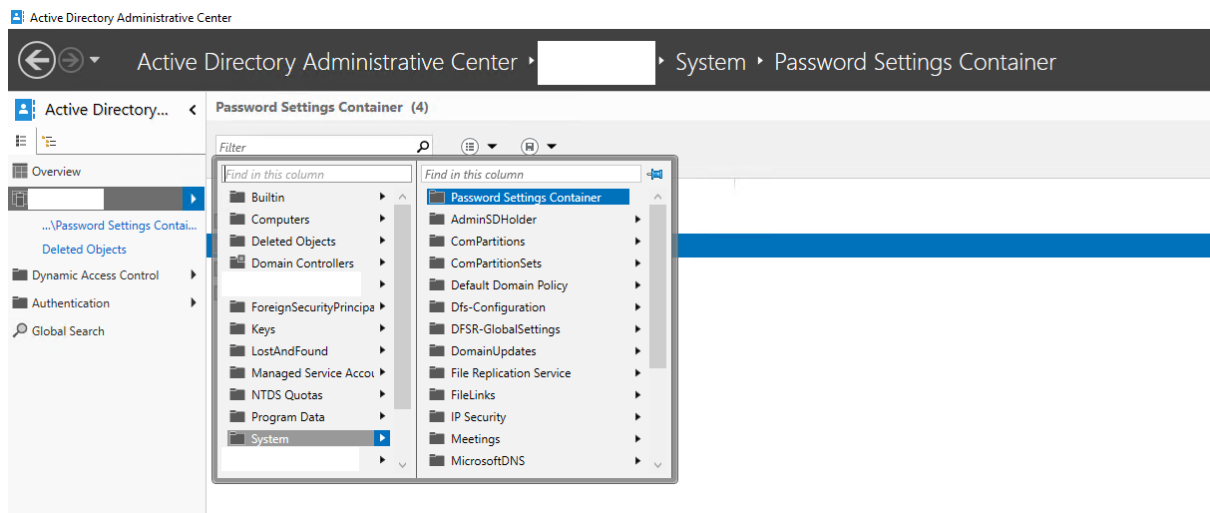 Active Directory Administrative Center
Active Directory Administrative Center • System • Password Settings Container
Active Directory...
Password Settings Container (4)
Filter
Overview
...\Password Settings Contai...
Deleted Objects
Dynamic Access Control
Authentication
Global Search
Find in this column
Builtin
Computers
Deleted Objects
Domain Controllers
ForeignSecurityPrincipa
Keys
LostAndFound
Managed Service Accou
NTDS Quotas
Program Data
System
Find in this column
Password Settings Container
AdminSDHolder
ComPartitions
ComPartitionSets
Default Domain Policy
Dfs-Configuration
DFSR-GlobalSettings
DomainUpdates
File Replication Service
FileLinks
IP Security
Meetings
MicrosoftDNS